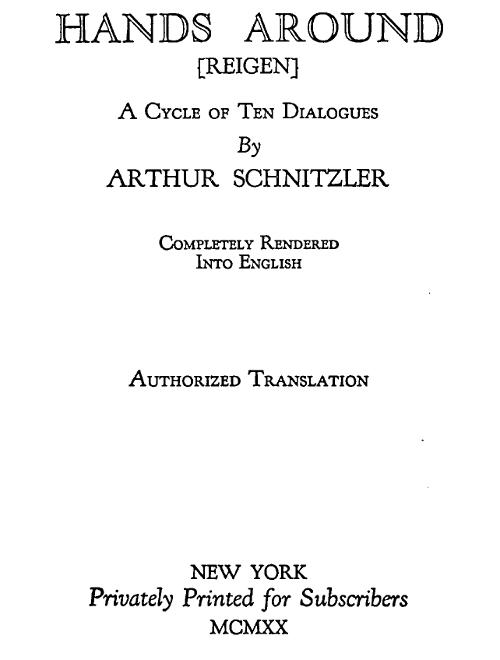 HANDS AROUND
[REIGEN]
A CYCLE OF TEN DIALOGUES
By
ARTHUR SCHNITZLER
COMPLETELY RENDERED
INTO ENGLISH
AUTHORIZED TRANSLATION
NEW YORK
Privately Printed for Subscribers
MCMXX